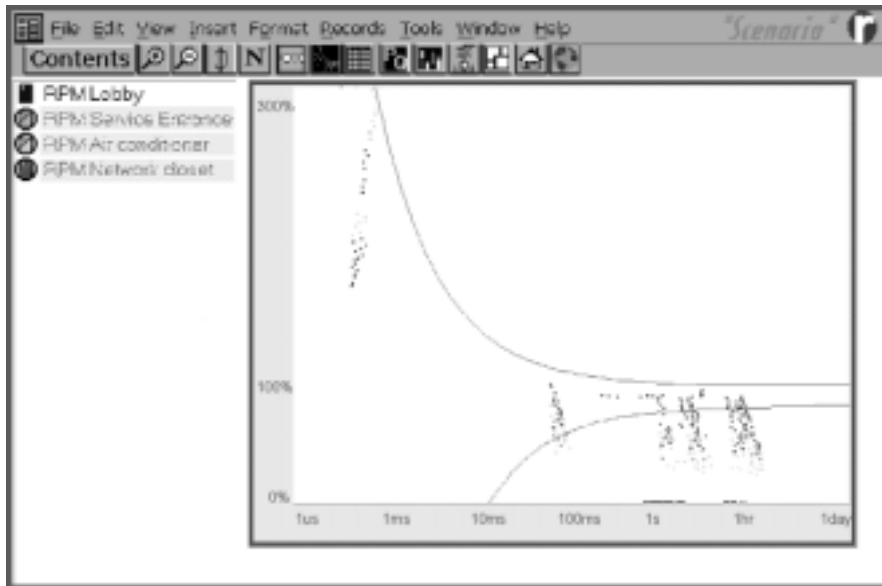 File Edit View Insert Format Records Tools Window Help "Scenario" r
Contents N
RPM Lobby
RPM Service Entrance
RPM Air conditioner
RPM Network closet
300%
100%
0%
1us 1ms 10ms 100ms 1s 1hr 1day